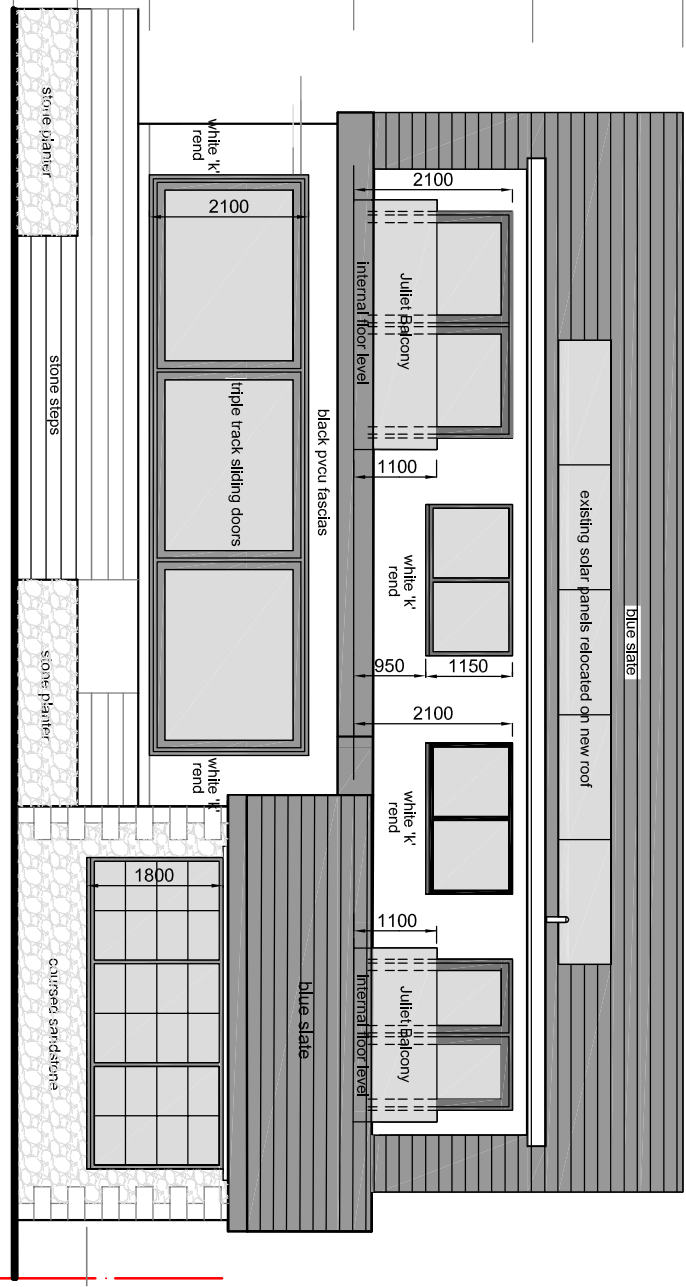 blue slate
existing solar panels relocated on new roof
2100
Juliet Balcony
internal floor level
1100
white 'k'
rend
950
1150
2100
white 'k'
rend
1100
Juliet Balcony
internal floor level
black pvcu fascias
white 'k'
rend
2100
triple track sliding doors
white 'k'
rend
blue slate
1800
stone planter
stone steps
stone planter
coursed sandstone